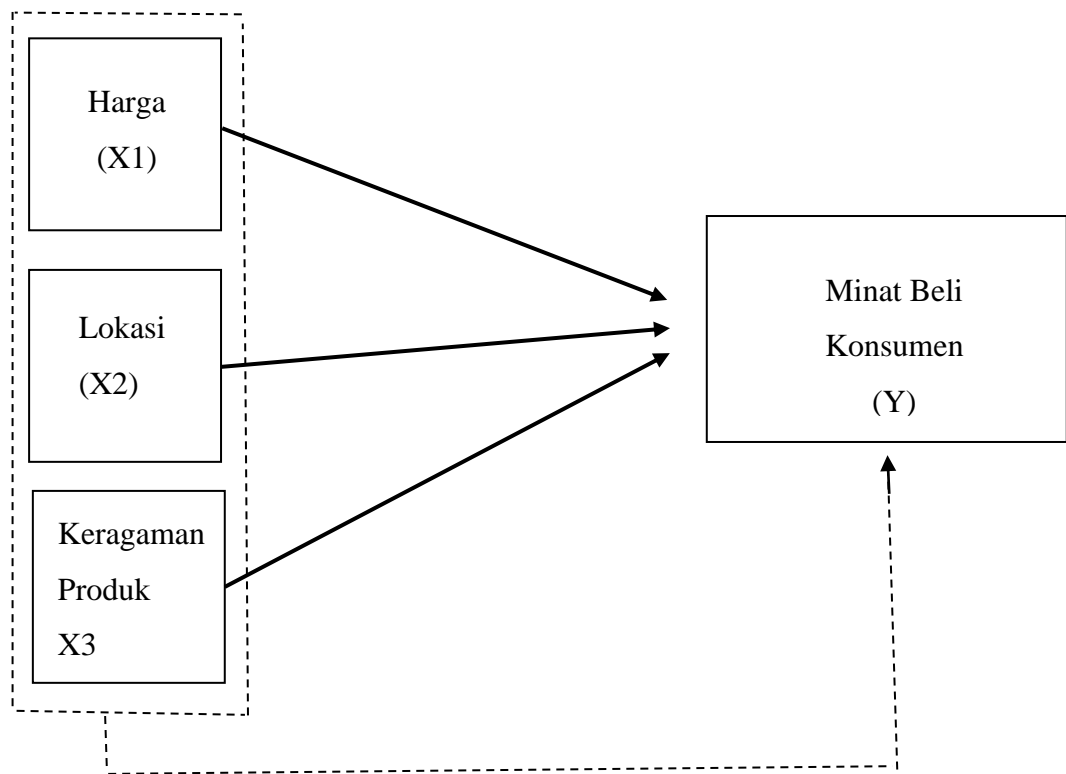 Harga
(X1)
Lokasi
(X2)
Keragaman
Produk
X3
Minat Beli
Konsumen
(Y)